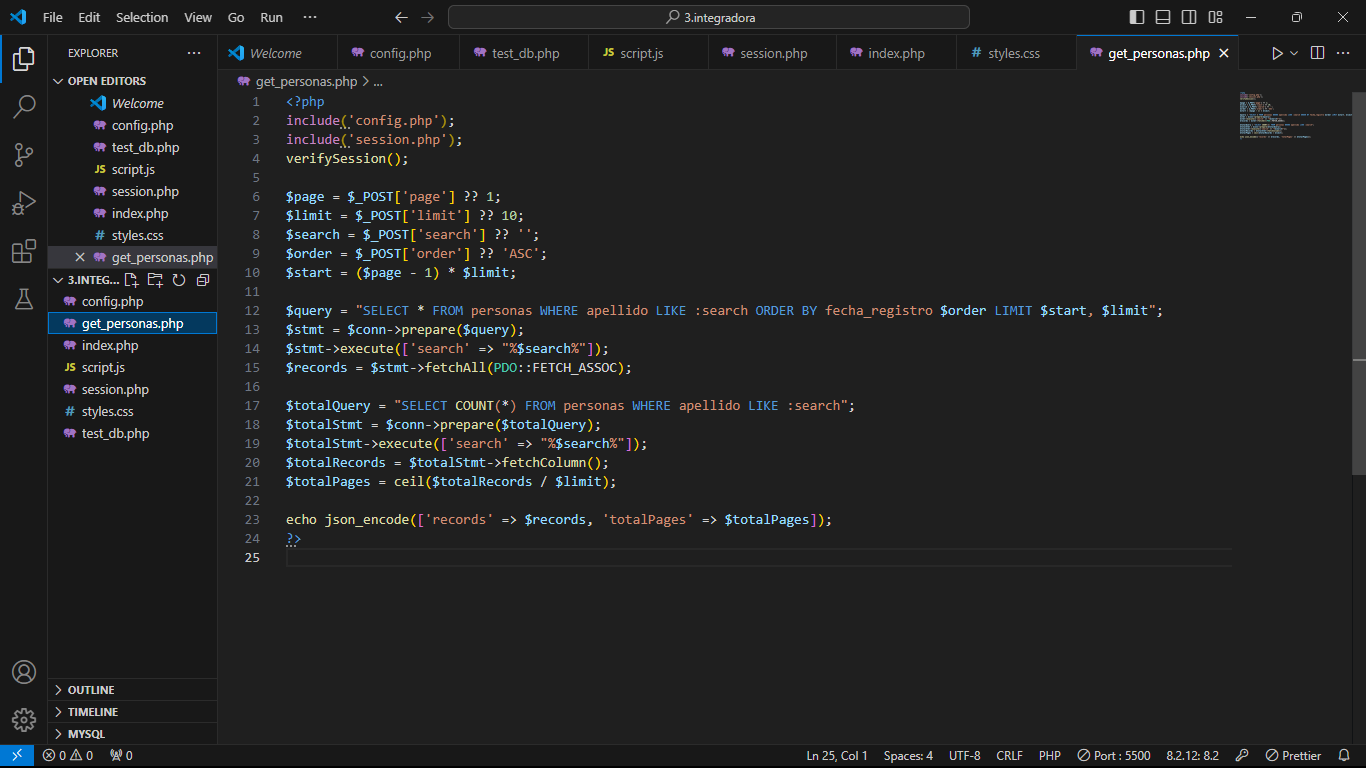 File Edit Selection View Go Run ··· ← → 3.integradora
EXPLORER ···
OPEN EDITORS
Welcome
config.php
test_db.php
script.js
session.php
index.php
styles.css
get_personas.php
3.INTEG...
config.php
get_personas.php
index.php
script.js
session.php
styles.css
test_db.php
OUTLINE
TIMELINE
MYSQL
Welcome config.php test_db.php JS script.js session.php index.php # styles.css get_personas.php
get_personas.php > ...
1 <?php
2 include('config.php');
3 include('session.php');
4 verifySession();
5
6 $page = $_POST['page'] ?? 1;
7 $limit = $_POST['limit'] ?? 10;
8 $search = $_POST['search'] ?? '';
9 $order = $_POST['order'] ?? 'ASC';
10 $start = ($page - 1) * $limit;
11
12 $query = "SELECT * FROM personas WHERE apellido LIKE :search ORDER BY fecha_registro $order LIMIT $start, $limit";
13 $stmt = $conn->prepare($query);
14 $stmt->execute(['search' => "%$search%"]);
15 $records = $stmt->fetchAll(PDO::FETCH_ASSOC);
16
17 $totalQuery = "SELECT COUNT(*) FROM personas WHERE apellido LIKE :search";
18 $totalStmt = $conn->prepare($totalQuery);
19 $totalStmt->execute(['search' => "%$search%"]);
20 $totalRecords = $totalStmt->fetchColumn();
21 $totalPages = ceil($totalRecords / $limit);
22
23 echo json_encode(['records' => $records, 'totalPages' => $totalPages]);
24 ?>
25
0 0 0 Ln 25, Col 1 Spaces: 4 UTF-8 CRLF PHP Port : 5500 8.2.12: 8.2 Prettier